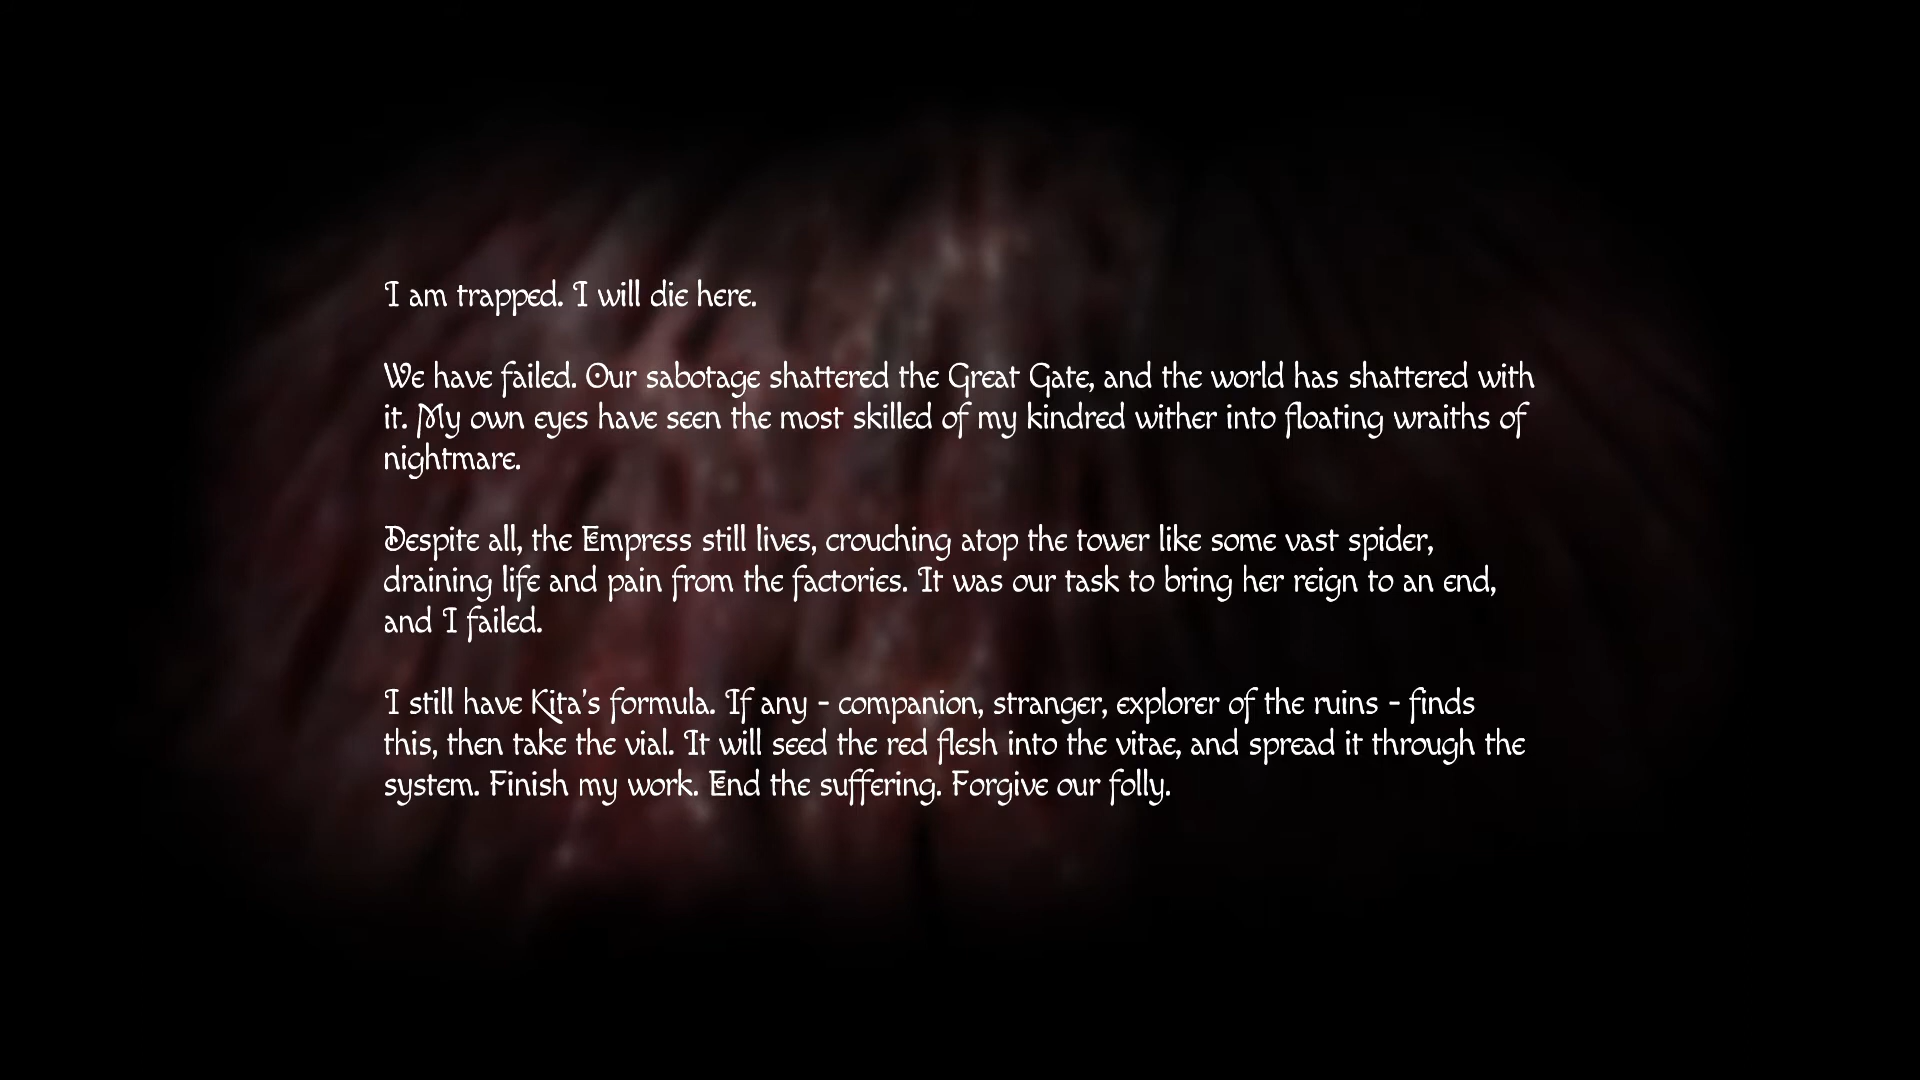 I am trapped. I will die here.
We have failed. Our sabotage shattered the Great Gate, and the world has shattered with
it. My own eyes have seen the most skilled of my kindred wither into floating wraiths of
nightmare.
Despite all, the Empress still lives, crouching atop the tower like some vast spider,
draining life and pain from the factories. It was our task to bring her reign to an end,
and I failed.
I still have Kita's formula. If any - companion, stranger, explorer of the ruins - finds
this, then take the vial. It will seed the red flesh into the vitae, and spread it through the
system. Finish my work. End the suffering. Forgive our folly.